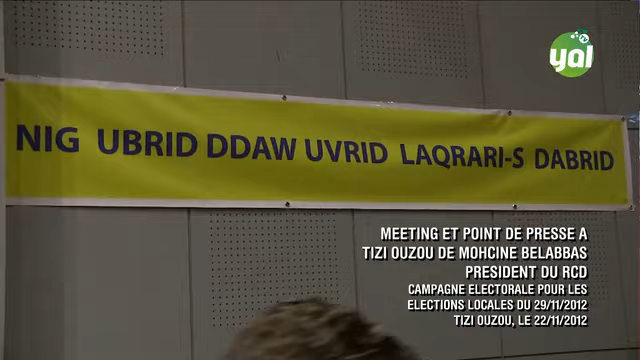 yal
NIG UBRID DDAW UVRID LAQRARI-S DABRID
MEETING ET POINT DE PRESSE A
TIZI OUZOU DE MOHCINE BELABBAS
PRESIDENT DU RCD
CAMPAGNE ELECTORALE POUR LES
ELECTIONS LOCALES DU 29/11/2012
TIZI OUZOU, LE 22/11/2012